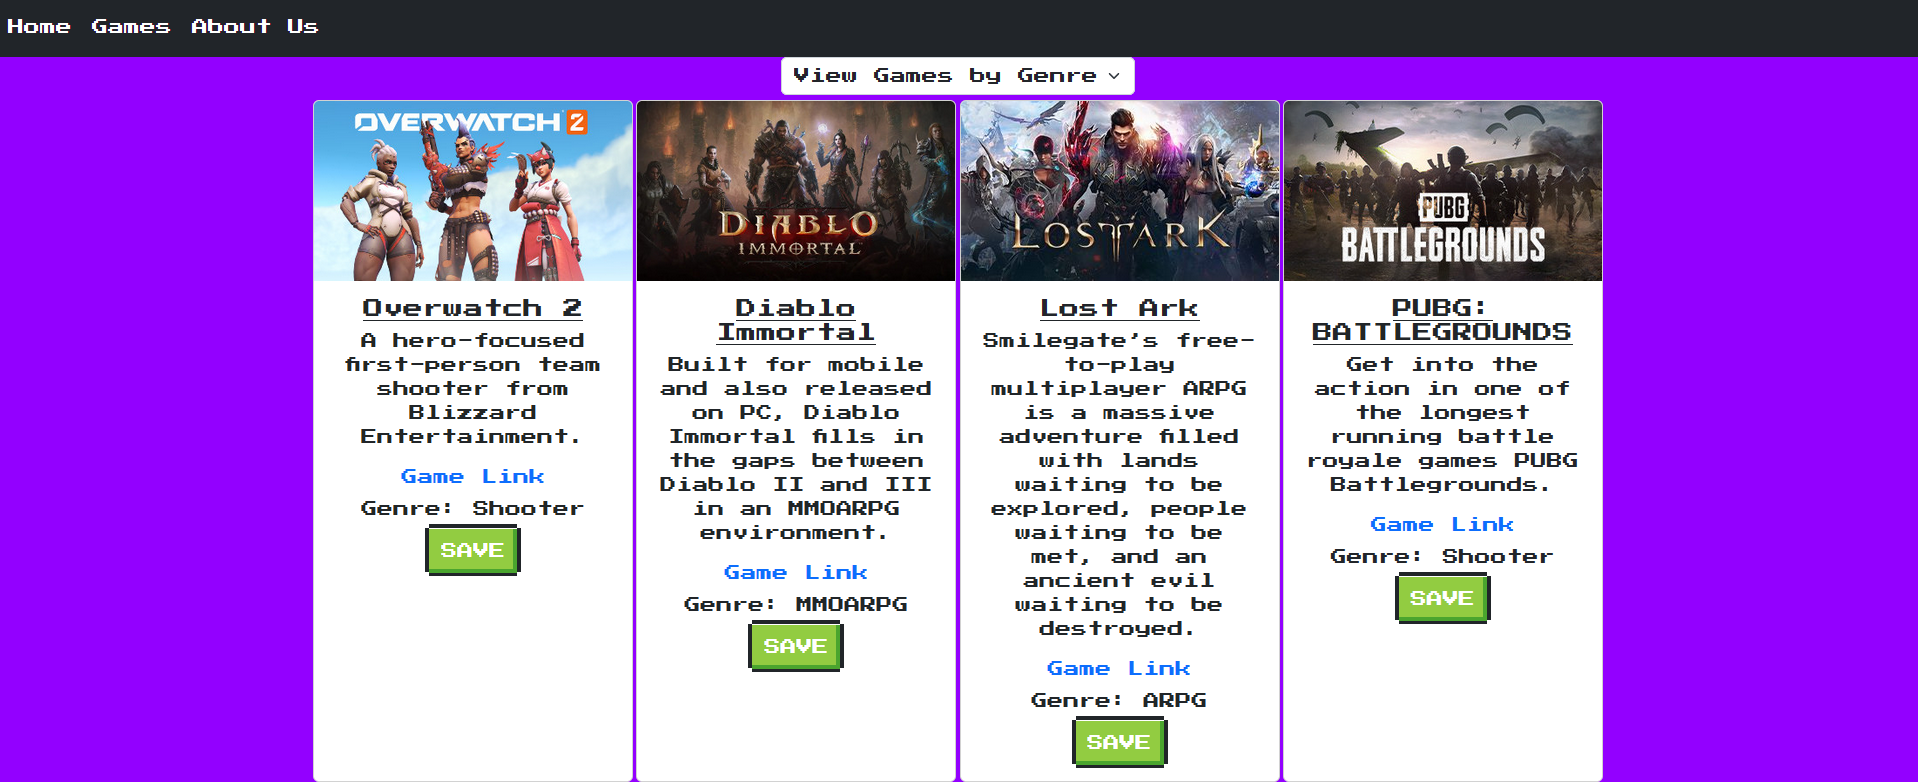 Home Games About Us
View Games by Genre
OVERWATCH 2
Overwatch 2
A hero-focused
first-person team
shooter from
Blizzard
Entertainment.
Game Link
Genre: Shooter
SAVE
DIABLO
IMMORTAL
Diablo
Immortal
Built for mobile
and also released
on PC, Diablo
Immortal fills in
the gaps between
Diablo II and III
in an MMOARPG
environment.
Game Link
Genre: MMOARPG
SAVE
LOST ARK
Lost Ark
Smilegate's free-
to-play
multiplayer ARPG
is a massive
adventure filled
with lands
waiting to be
explored, people
waiting to be
met, and an
ancient evil
waiting to be
destroyed.
Game Link
Genre: ARPG
SAVE
PUBG
BATTLEGROUNDS
PUBG:
BATTLEGROUNDS
Get into the
action in one of
the longest
running battle
royale games PUBG
Battlegrounds.
Game Link
Genre: Shooter
SAVE